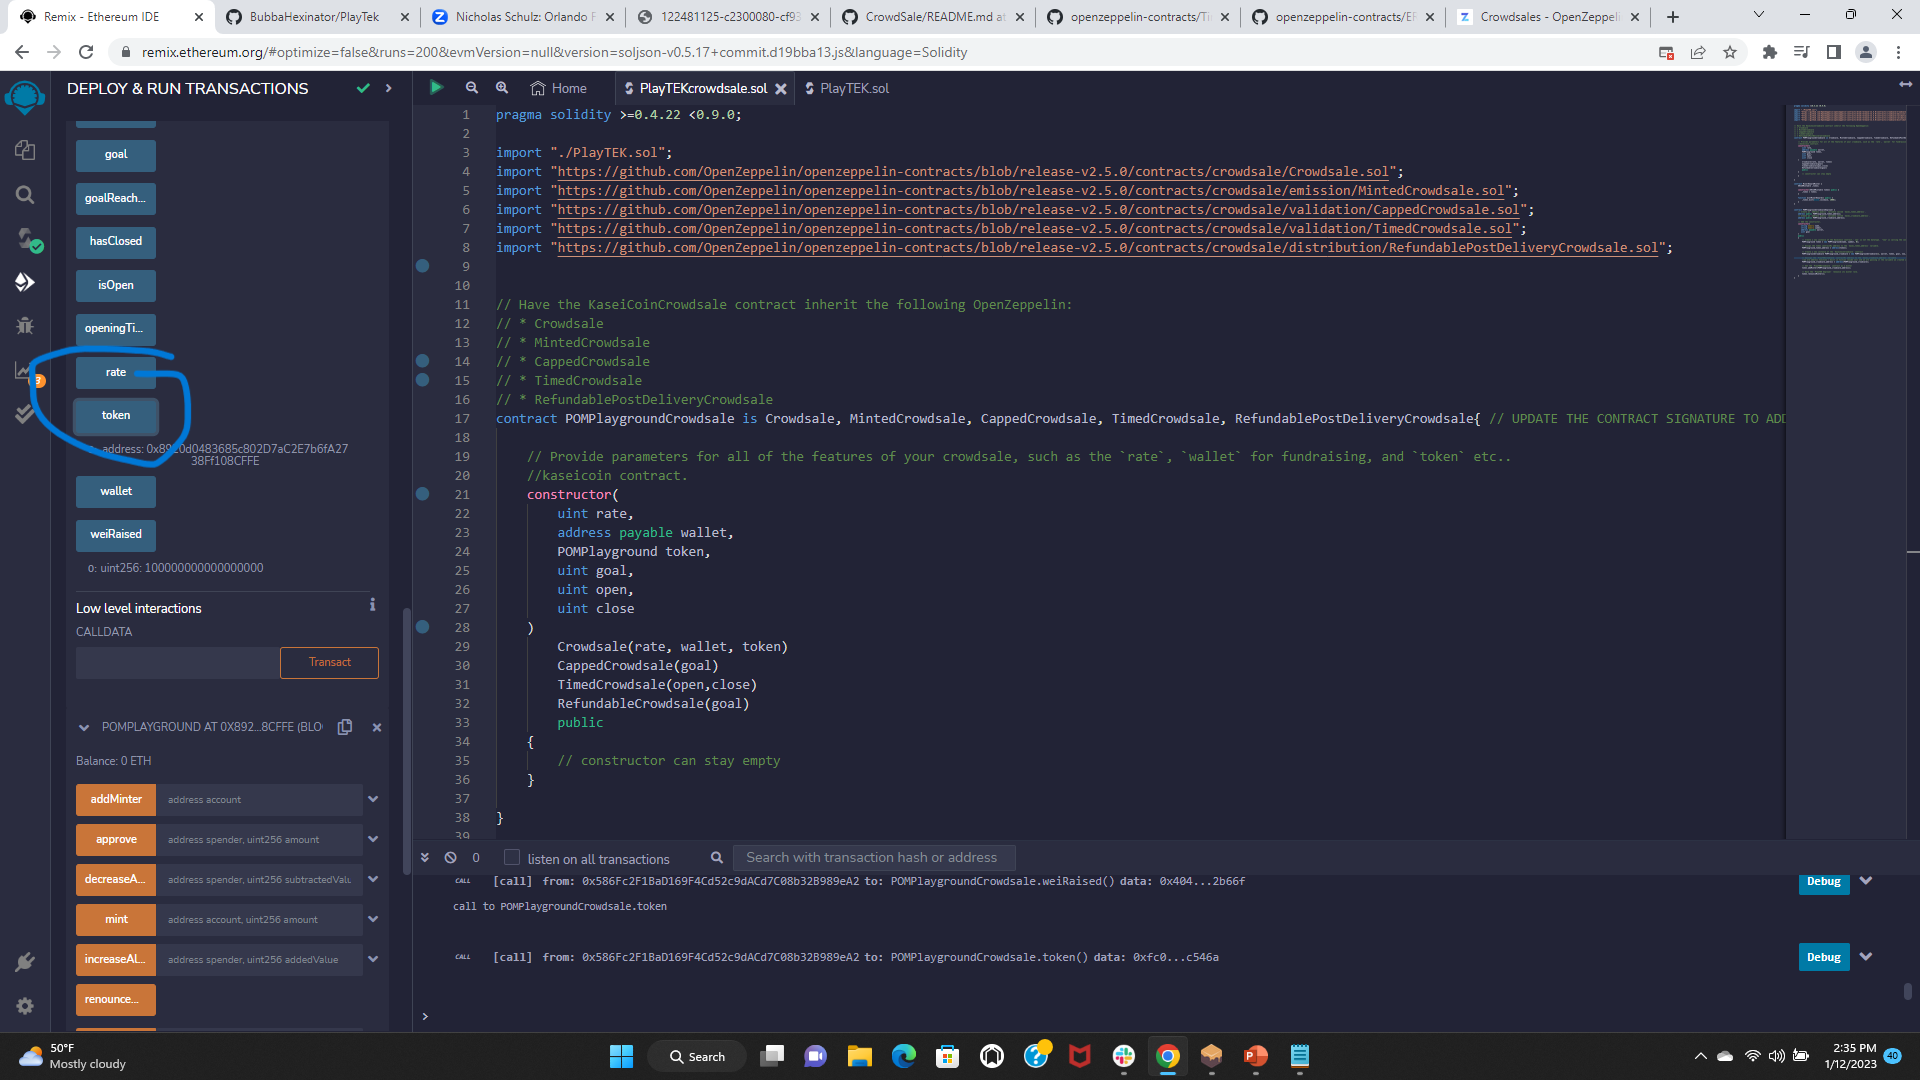 Remix - Ethereum IDE
BubbaHexinator/PlayTek
Nicholas Schulz: Orlando F
122481125-c2300080-cf93
CrowdSale/README.md at
openzeppelin-contracts/Ti
openzeppelin-contracts/EF
Crowdsales - OpenZeppeli
remix.ethereum.org/#optimize=false&runs=200&evmVersion=null&version=soljson-v0.5.17+commit.d19bba13.js&language=Solidity
DEPLOY & RUN TRANSACTIONS
goal
goalReach...
hasClosed
isOpen
openingTi...
rate
token
38Ff108CFFE
wallet
weiRaised
0: uint256: 100000000000000000
Low level interactions
CALLDATA
Transact
POMPLAYGROUND AT 0X892...8CFFE (BLO
Balance: 0 ETH
addMinter address account
approve address spender, uint256 amount
decreaseA... address spender, uint256 subtractedValu
mint address account, uint256 amount
increaseAl... address spender, uint256 addedValue
renounce...
3
Home
PlayTEKcrowdsale.sol
PlayTEK.sol
1 pragma solidity >=0.4.22 <0.9.0;
2
3 import "./PlayTEK.sol";
4 import "https://github.com/OpenZeppelin/openzeppelin-contracts/blob/release-v2.5.0/contracts/crowdsale/Crowdsale.sol";
5 import "https://github.com/OpenZeppelin/openzeppelin-contracts/blob/release-v2.5.0/contracts/crowdsale/emission/MintedCrowdsale.sol";
6 import "https://github.com/OpenZeppelin/openzeppelin-contracts/blob/release-v2.5.0/contracts/crowdsale/validation/CappedCrowdsale.sol";
7 import "https://github.com/OpenZeppelin/openzeppelin-contracts/blob/release-v2.5.0/contracts/crowdsale/validation/TimedCrowdsale.sol";
8 import "https://github.com/OpenZeppelin/openzeppelin-contracts/blob/release-v2.5.0/contracts/crowdsale/distribution/RefundablePostDeliveryCrowdsale.sol";
9
10
11 // Have the KaseiCoinCrowdsale contract inherit the following OpenZeppelin:
12 // * Crowdsale
13 // * MintedCrowdsale
14 // * CappedCrowdsale
15 // * TimedCrowdsale
16 // * RefundablePostDeliveryCrowdsale
17 contract POMPlaygroundCrowdsale is Crowdsale, MintedCrowdsale, CappedCrowdsale, TimedCrowdsale, RefundablePostDeliveryCrowdsale{ // UPDATE THE CONTRACT SIGNATURE TO ADD
18
19 // Provide parameters for all of the features of your crowdsale, such as the `rate`, `wallet` for fundraising, and `token` etc..
20 //kaseicoin contract.
21 constructor(
22 uint rate,
23 address payable wallet,
24 POMPlayground token,
25 uint goal,
26 uint open,
27 uint close
28 )
29 Crowdsale(rate, wallet, token)
30 CappedCrowdsale(goal)
31 TimedCrowdsale(open,close)
32 RefundableCrowdsale(goal)
33 public
34 {
35 // constructor can stay empty
36 }
37
38 }
39
0
listen on all transactions
Search with transaction hash or address
CALL [call] from: 0x586Fc2F1BaD169F4Cd52c9dACd7C08b32B989eA2 to: POMPlaygroundCrowdsale.weiRaised() data: 0x404...2b66f Debug
call to POMPlaygroundCrowdsale.token
CALL [call] from: 0x586Fc2F1BaD169F4Cd52c9dACd7C08b32B989eA2 to: POMPlaygroundCrowdsale.token() data: 0xfc0...c546a Debug
>
50°F
Mostly cloudy
Search
2:35 PM
1/12/2023
40